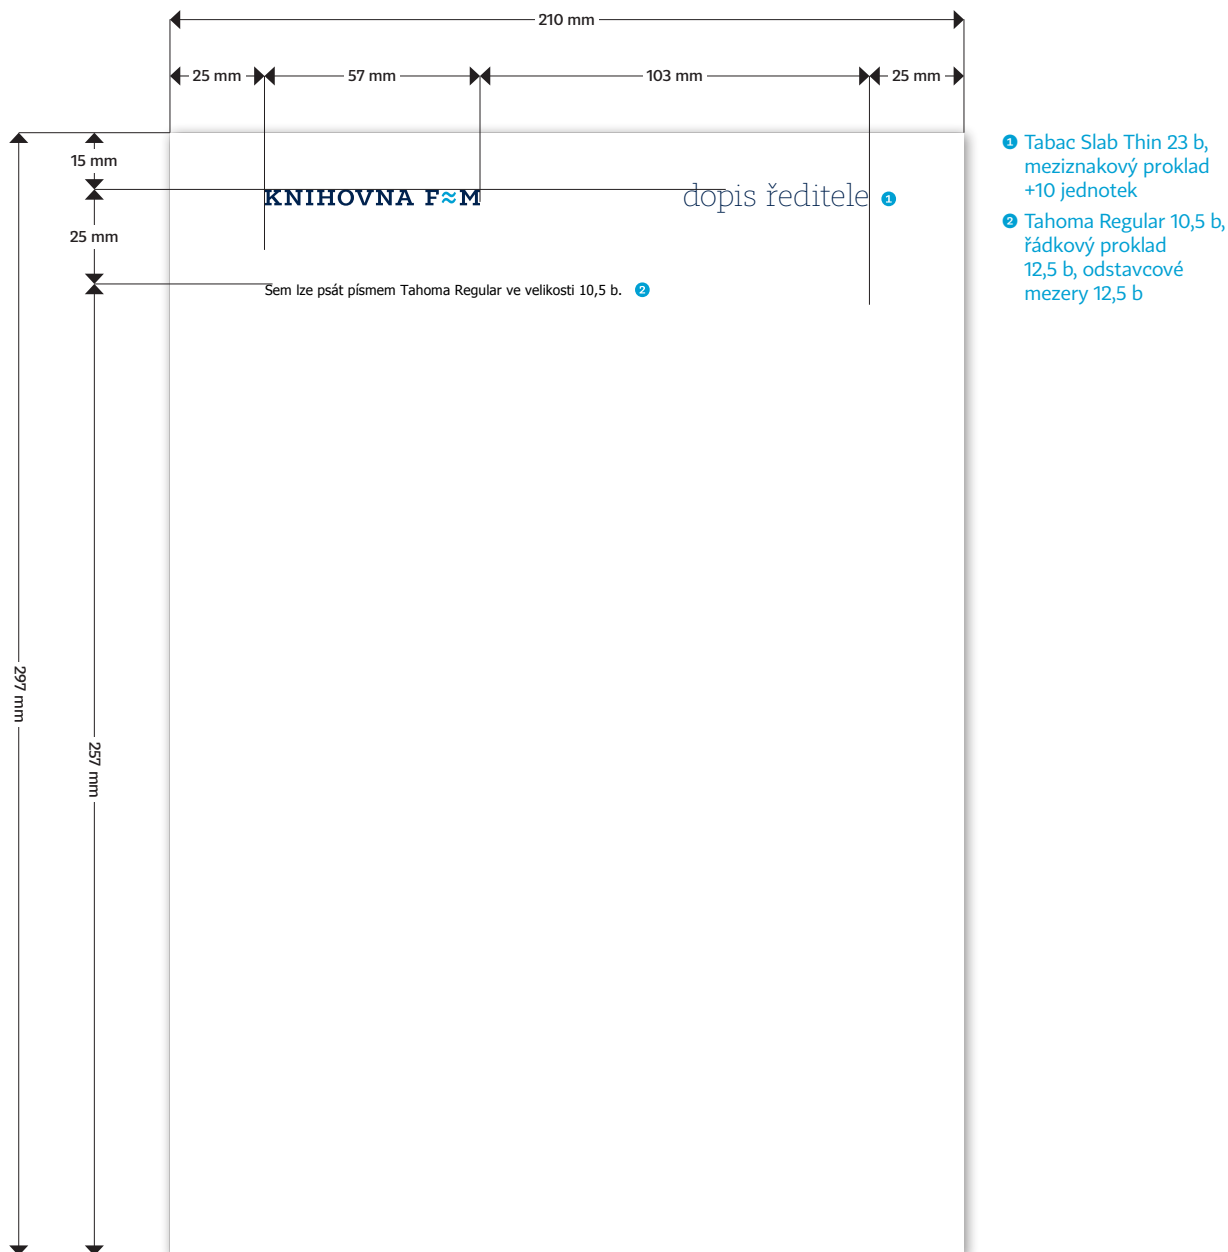 210 mm
25 mm
57 mm
103 mm
25 mm
15 mm
25 mm
297 mm
257 mm
KNIHOVNA F≈M
dopis ředitele 1
Sem lze psát písmem Tahoma Regular ve velikosti 10,5 b. 2
1 Tabac Slab Thin 23 b,
meziznakový proklad
+10 jednotek
2 Tahoma Regular 10,5 b,
řádkový proklad
12,5 b, odstavcové
mezery 12,5 b